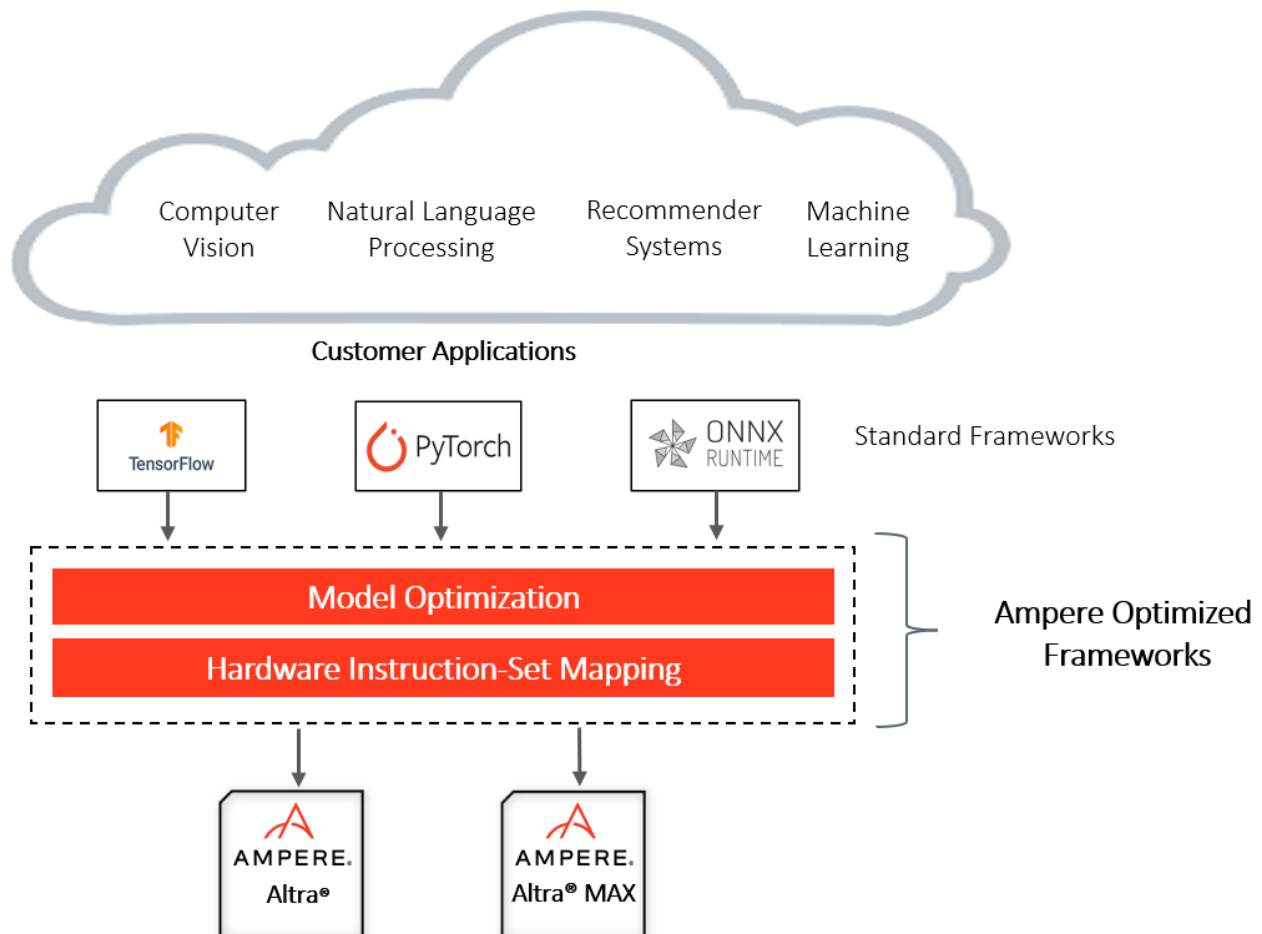 Computer
Vision
Natural Language
Processing
Recommender
Systems
Machine
Learning
Customer Applications
TensorFlow
PyTorch
ONNX
RUNTIME
Standard Frameworks
Model Optimization
Hardware Instruction-Set Mapping
Ampere Optimized
Frameworks
AMPERE®
Altra®
AMPERE®
Altra® MAX